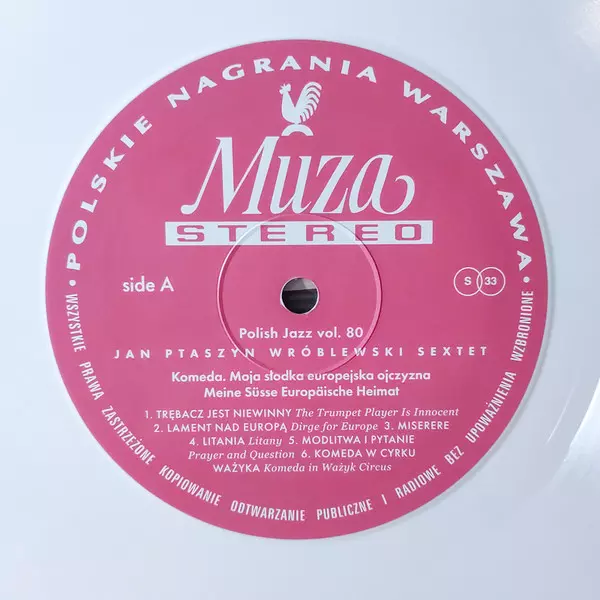 • POLSKIE NAGRANIA WARSZAWA •
Muza
STEREO
side A
S 33
Polish Jazz vol. 80
JAN PTASZYN WRÓBLEWSKI SEXTET
Komeda. Moja słodka europejska ojczyzna
Meine Süsse Europäische Heimat
1. TRĘBACZ JEST NIEWINNY The Trumpet Player Is Innocent
2. LAMENT NAD EUROPĄ Dirge for Europe 3. MISERERE
4. LITANIA Litany 5. MODLITWA I PYTANIE
Prayer and Question 6. KOMEDA W CYRKU
WAŻYKA Komeda in Ważyk Circus
WSZYSTKIE PRAWA ZASTRZEŻONE KOPIOWANIE ODTWARZANIE PUBLICZNE I RADIOWE BEZ UPOWAŻNIENIA WZBRONIONE